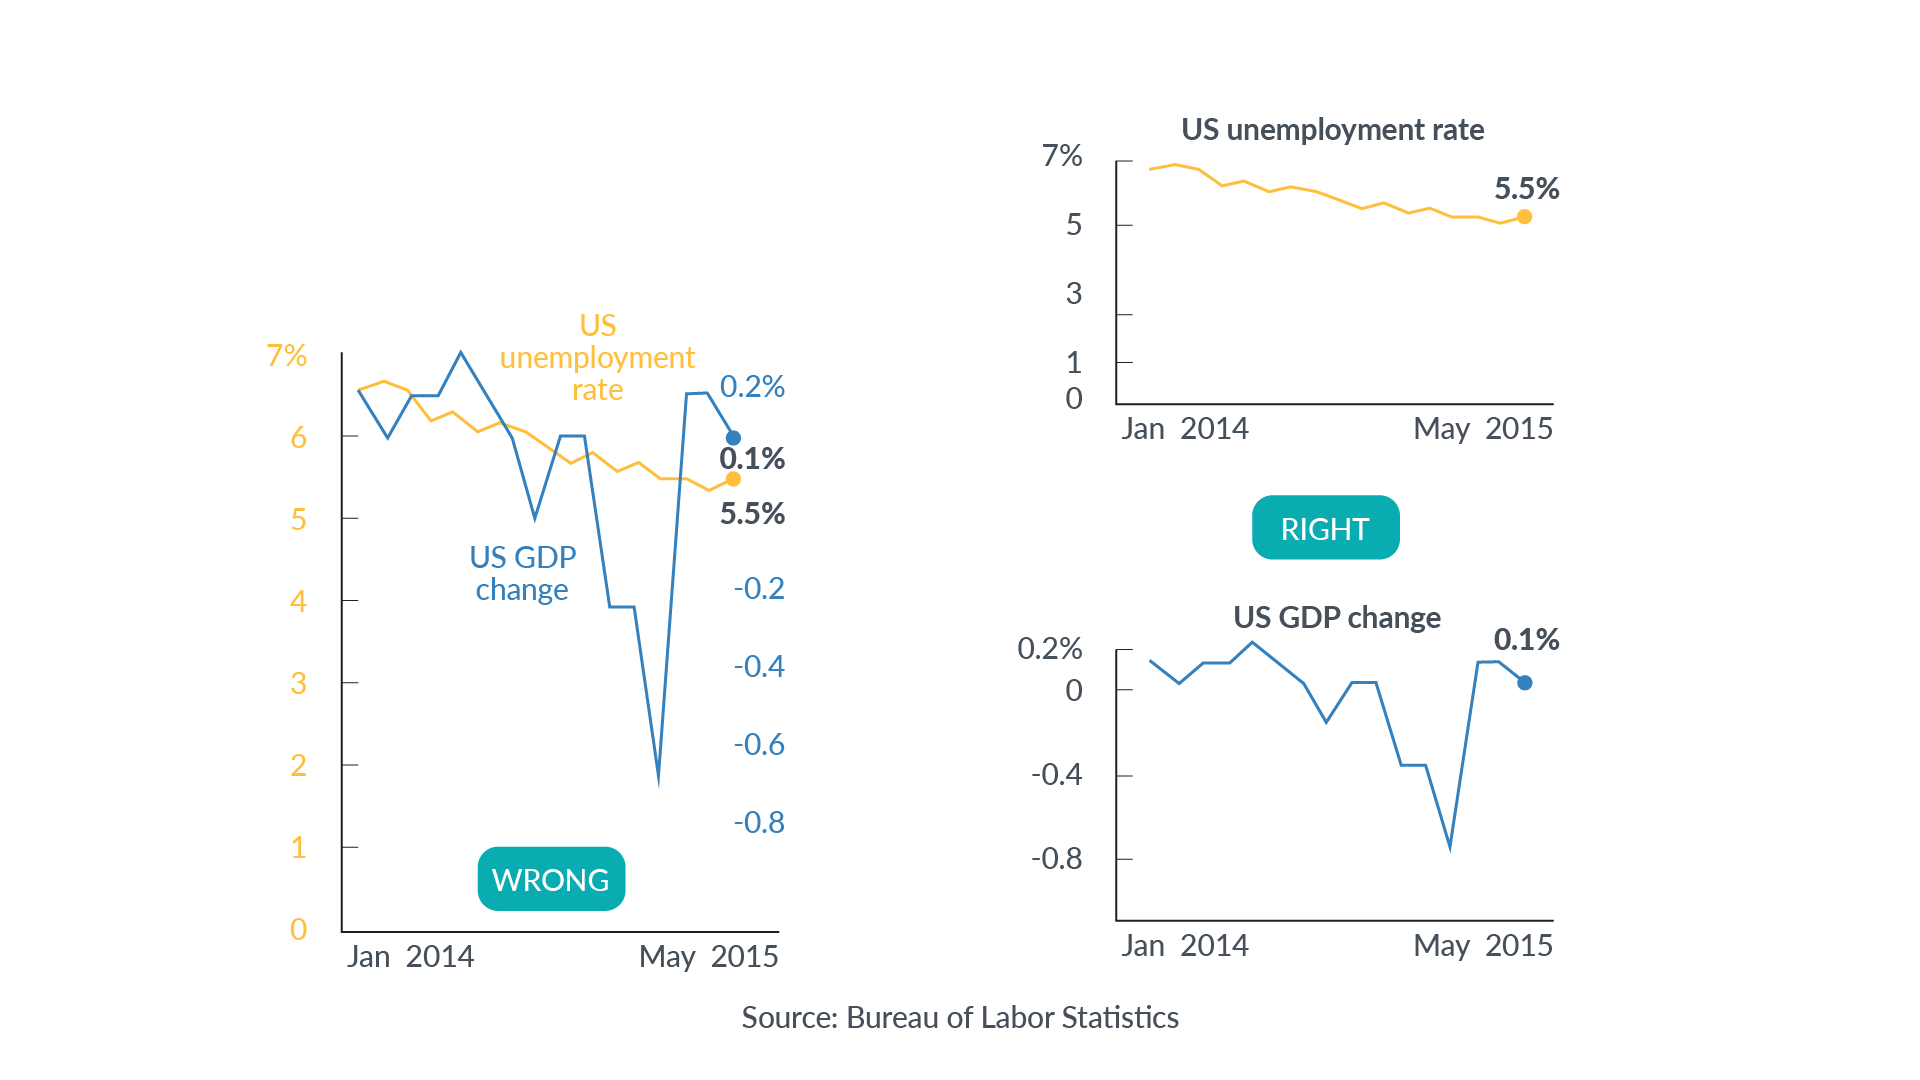 US
unemployment
rate
7%
6
5
4
3
2
1
0
0.2%
0.1%
5.5%
-0.2
-0.4
-0.6
-0.8
US GDP
change
WRONG
Jan 2014
May 2015
US unemployment rate
7%
5
3
1
0
5.5%
Jan 2014
May 2015
RIGHT
US GDP change
0.2%
0
-0.4
-0.8
0.1%
Jan 2014
May 2015
Source: Bureau of Labor Statistics